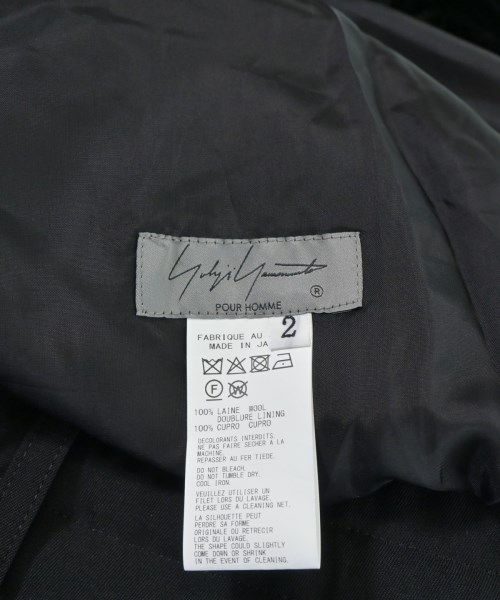 Yohji Yamamoto
®
POUR HOMME
2
FABRIQUE AU
MADE IN JA
100% LAINE WOOL
DOUBLURE LINING
100% CUPRO CUPRO
DECOLORANTS INTERDITS
NE PAS FAIRE SECHER A LA
MACHINE.
REPASSER AU FER TIEDE.
DO NOT BLEACH.
DO NOT TUMBLE DRY.
COOL IRON.
VEUILLEZ UTILISER UN
FILET LORS DU LAVAGE.
PLEASE USE A CLEANING NET.
LA SILHOUETTE PEUT
PERDRE SA FORME
ORIGINALE OU RETRECIR
LORS DU LAVAGE.
THE SHAPE COULD SLIGHTLY
COME DOWN OR SHRINK
IN THE EVENT OF CLEANING.